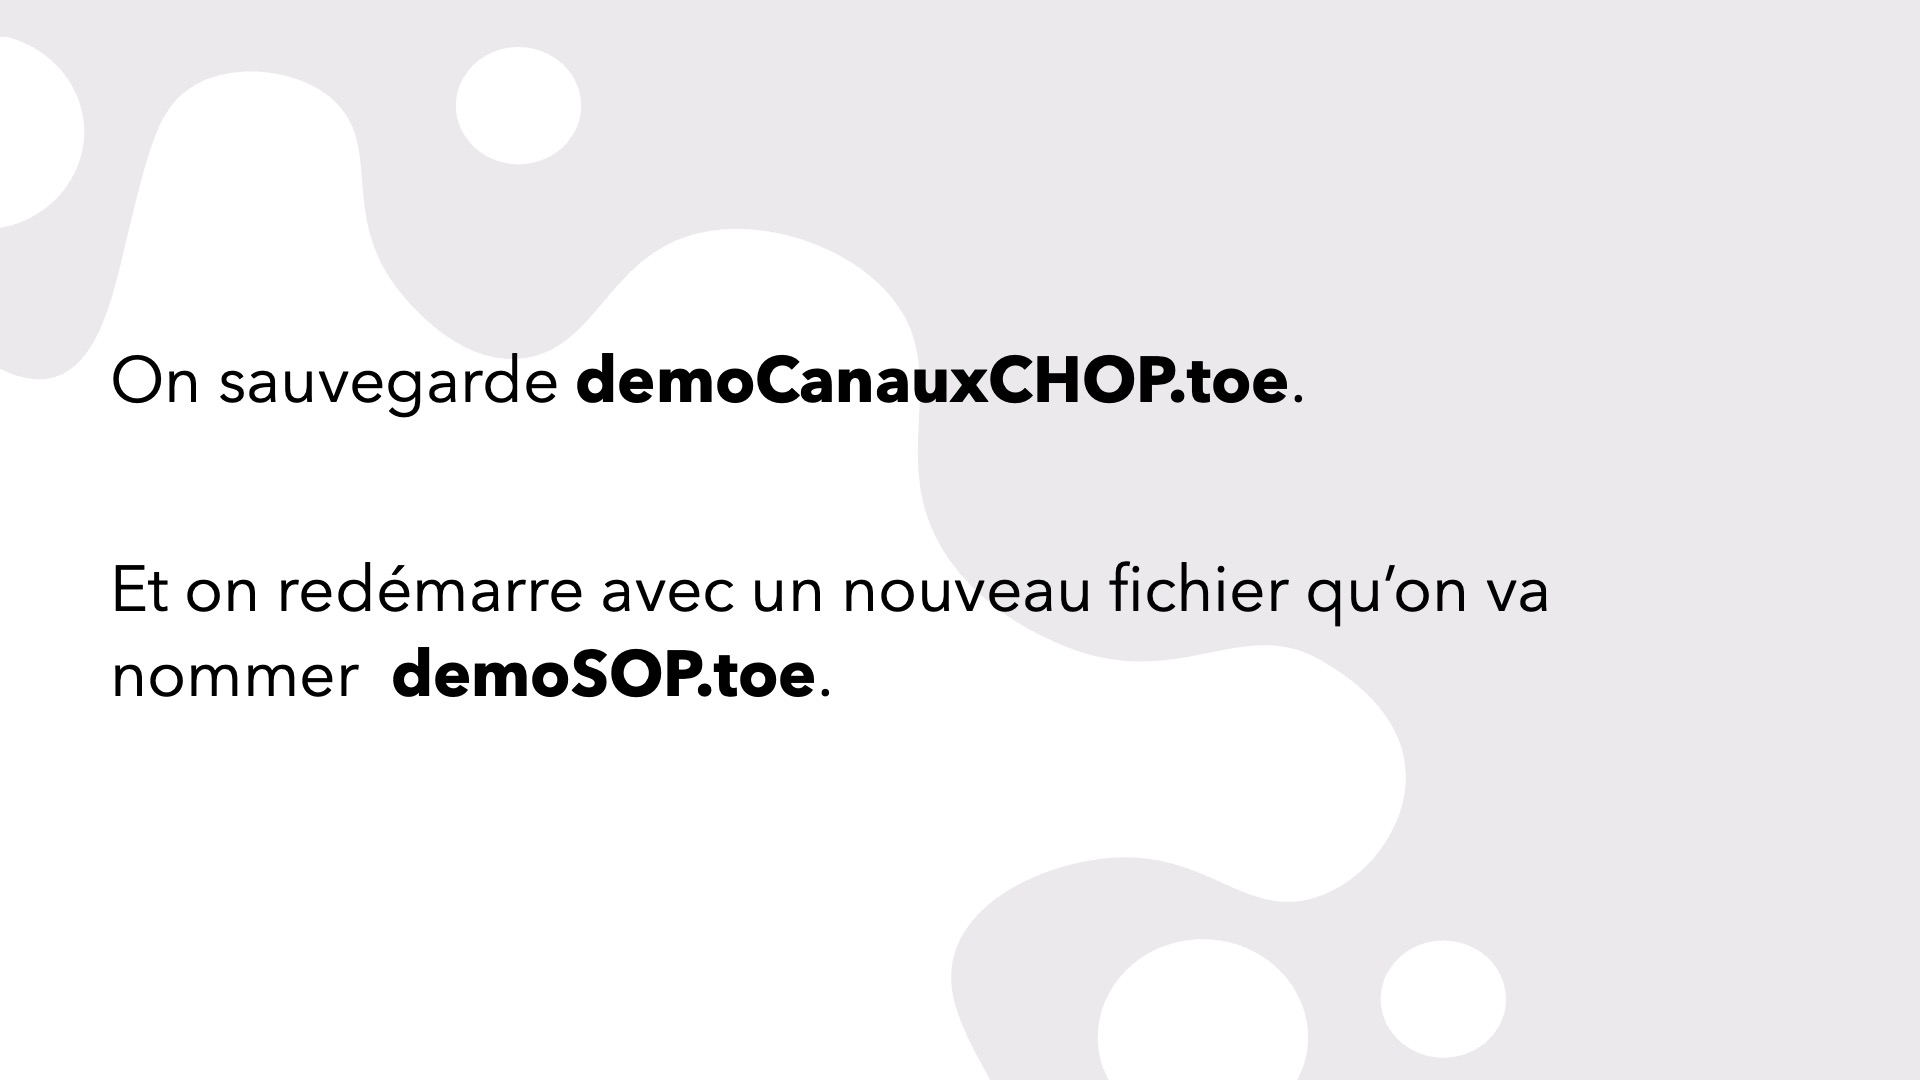 On sauvegarde demoCanauxCHOP.toe.
Et on redémarre avec un nouveau fichier qu’on va
nommer  demoSOP.toe.